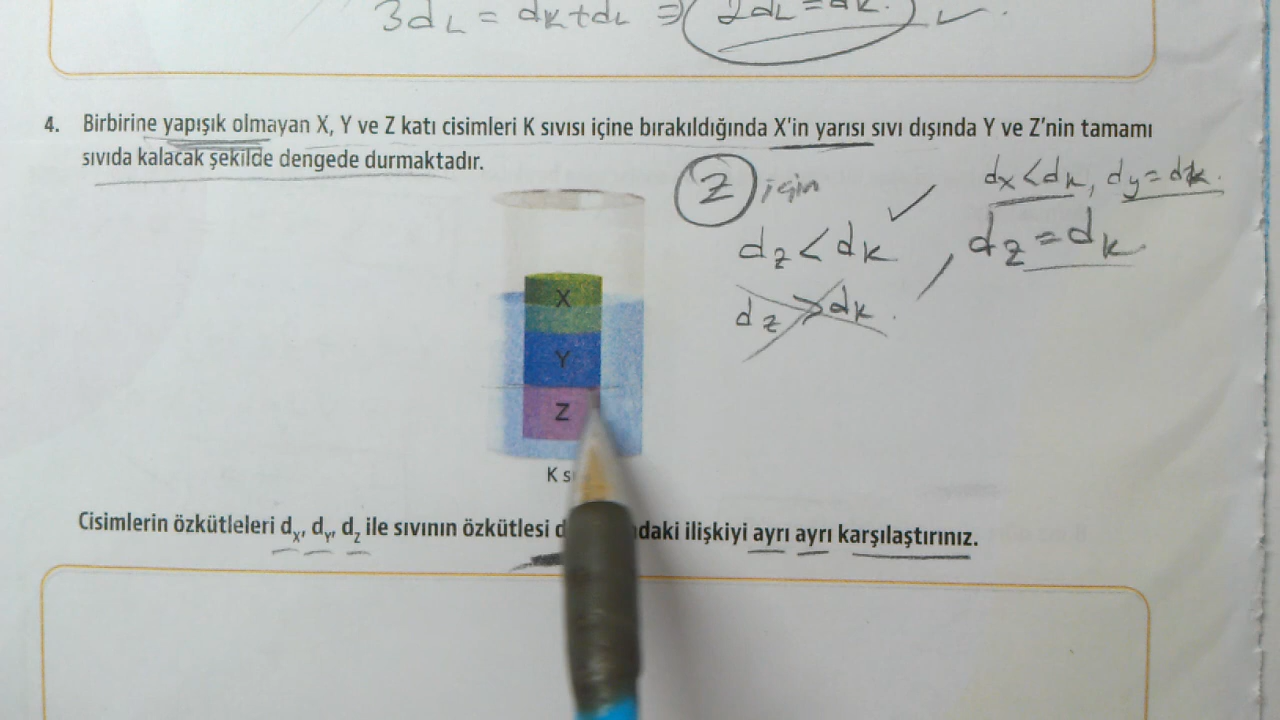 3dL = dK+dL ⇒ 2dL = dK.
4. Birbirine yapışık olmayan X, Y ve Z katı cisimleri K sıvısı içine bırakıldığında X'in yarısı sıvı dışında Y ve Z'nin tamamı
sıvıda kalacak şekilde dengede durmaktadır.
Z için
dx<dK, dy=dK.
dz<dK , dz=dK
dz>dK.
X
Y
Z
K
Cisimlerin özkütleleri dx, dY, dz ile sıvının özkütlesi ilişkiyi ayrı ayrı karşılaştırınız.